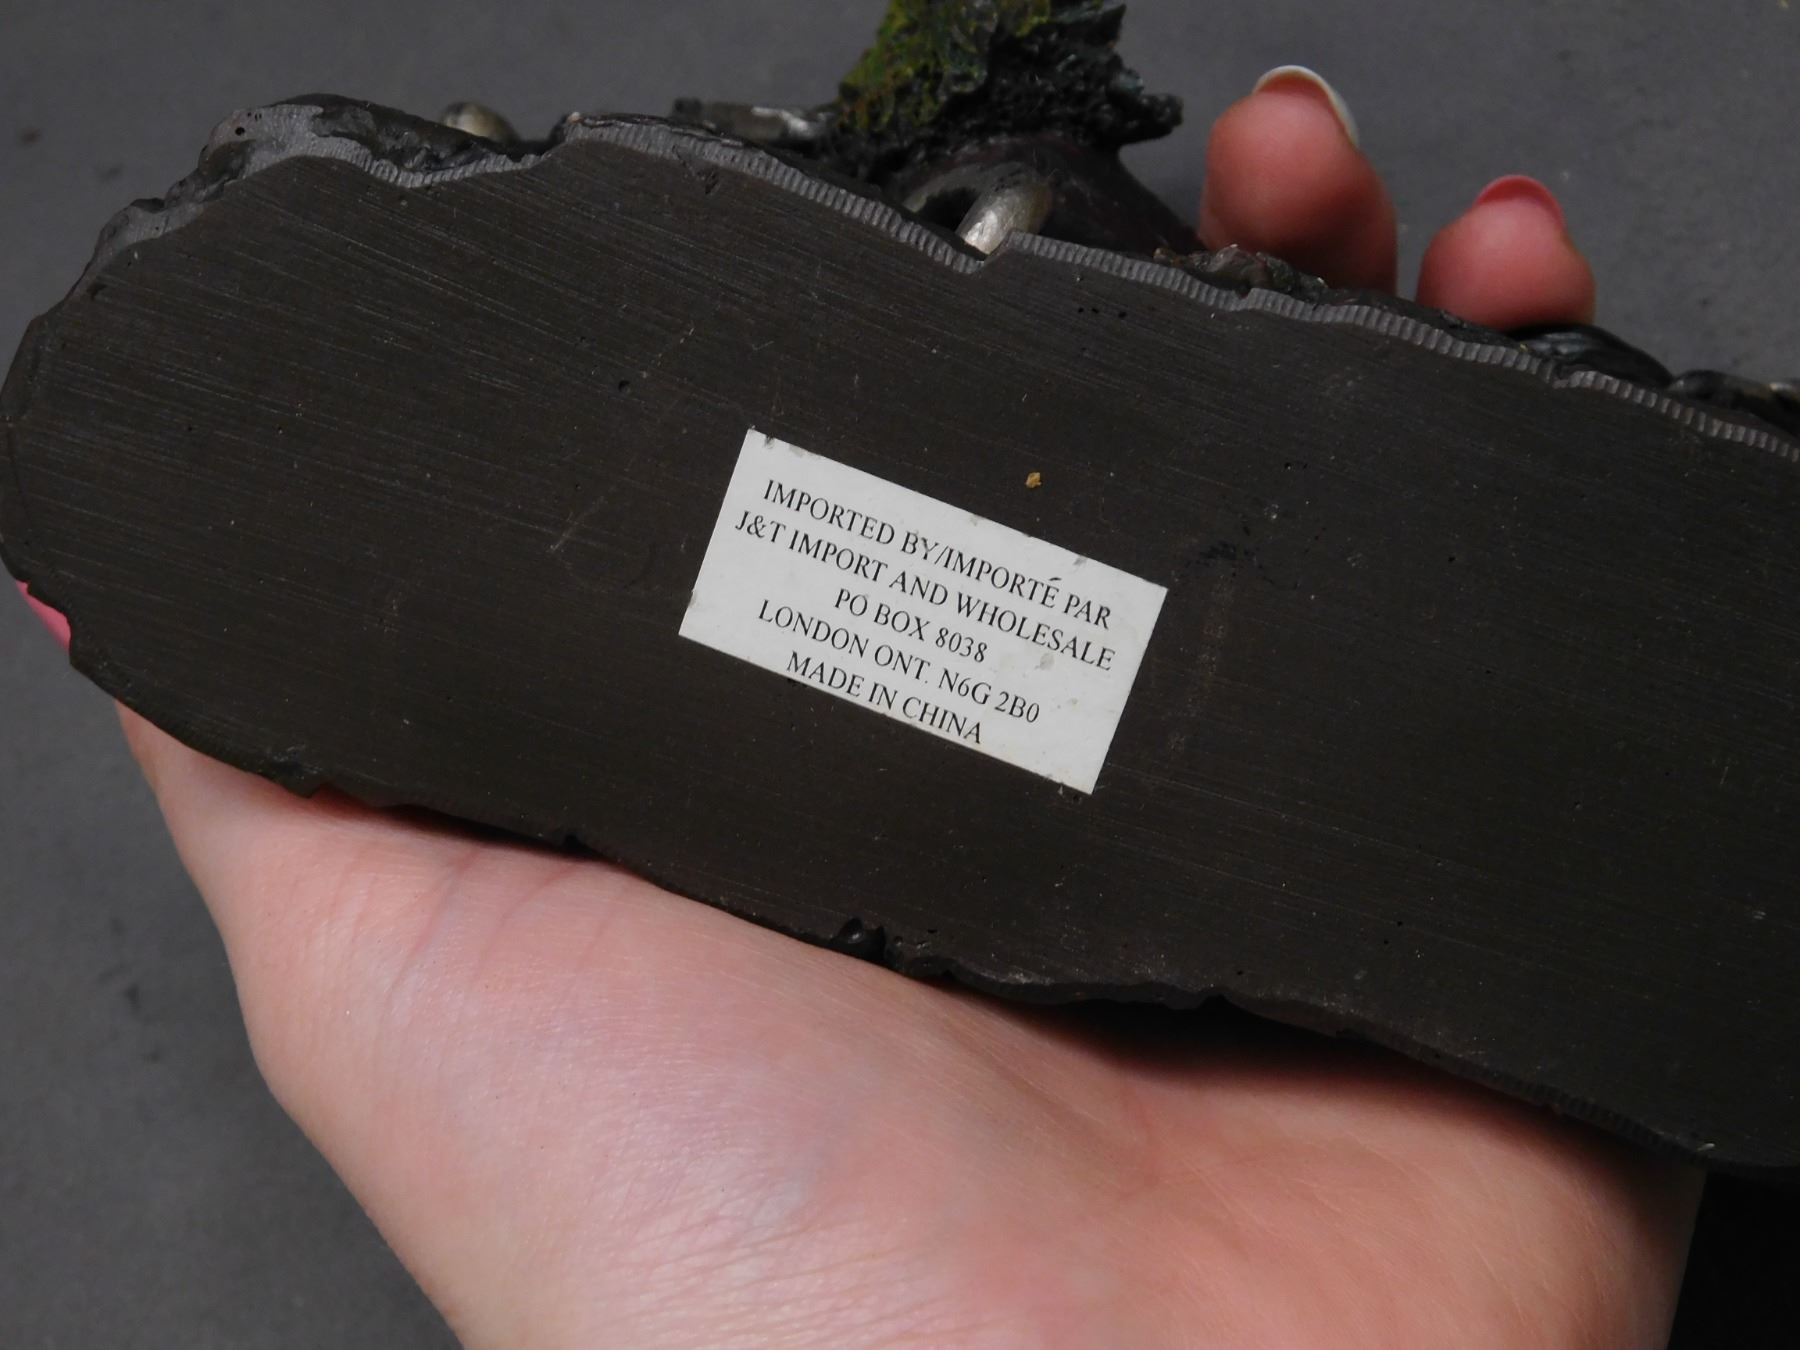 IMPORTED BY/IMPORTÉ PAR
J&T IMPORT AND WHOLESALE
PO BOX 8038
LONDON ONT. N6G 2B0
MADE IN CHINA